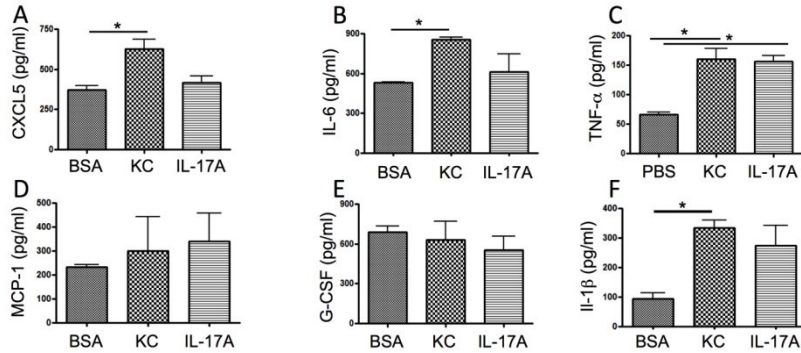 A
CXCL5 (pg/ml)
750
500
250
0
*
BSA KC IL-17A
B
IL-6 (pg/ml)
900
600
300
0
*
BSA KC IL-17A
C
TNF-α (pg/ml)
200
150
100
50
0
* *
PBS KC IL-17A
D
MCP-1 (pg/ml)
500
400
300
200
100
0
BSA KC IL-17A
E
G-CSF (pg/ml)
900
600
300
0
BSA KC IL-17A
F
Il-1β (pg/ml)
400
300
200
100
0
*
BSA KC IL-17A